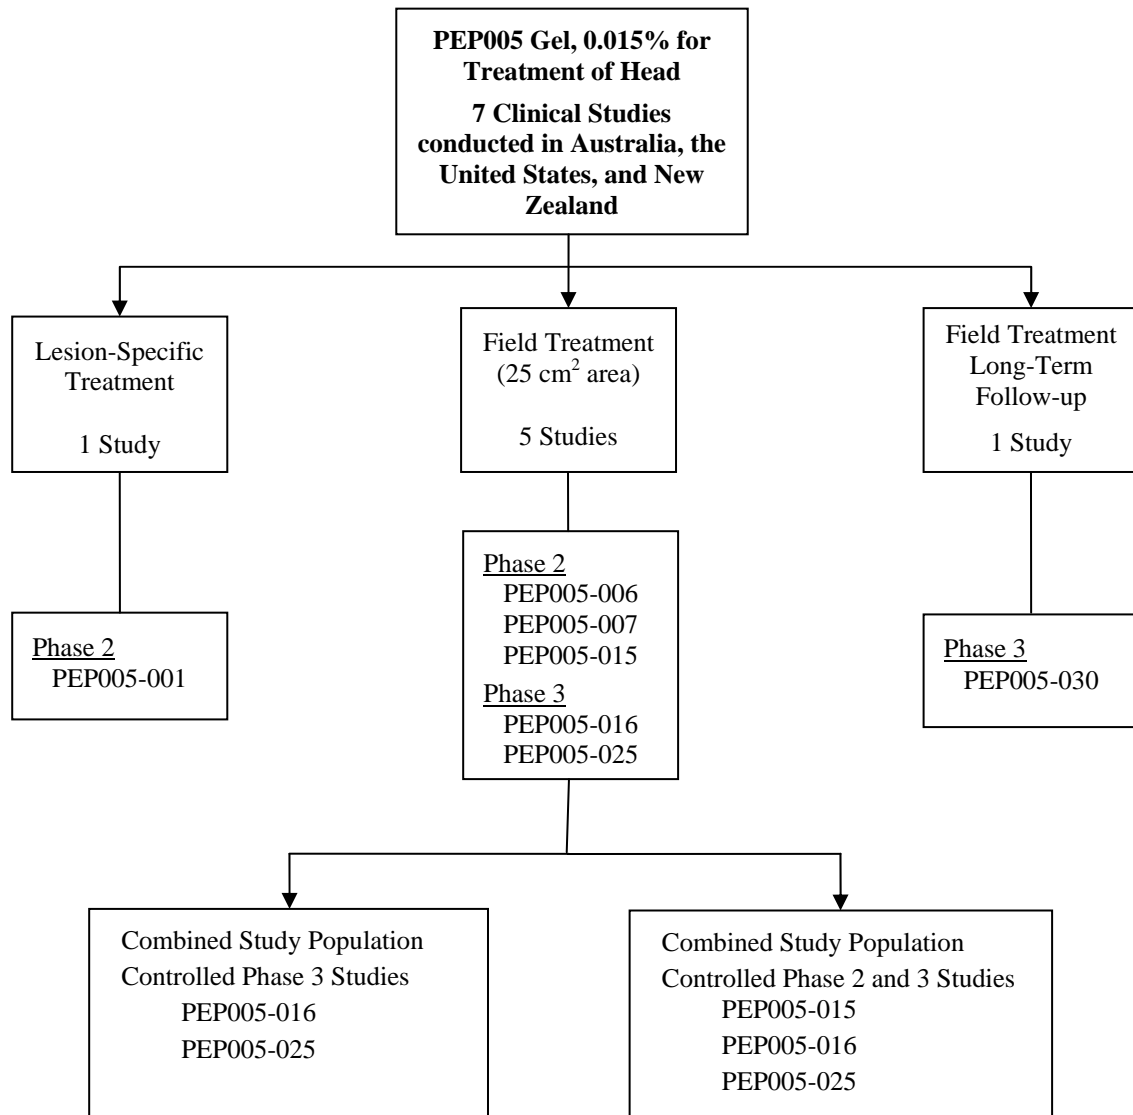 PEP005 Gel, 0.015% for
Treatment of Head
7 Clinical Studies
conducted in Australia, the
United States, and New
Zealand
Lesion-Specific
Treatment
1 Study
Field Treatment
(25 cm² area)
5 Studies
Field Treatment
Long-Term
Follow-up
1 Study
Phase 2
PEP005-001
Phase 2
PEP005-006
PEP005-007
PEP005-015
Phase 3
PEP005-016
PEP005-025
Phase 3
PEP005-030
Combined Study Population
Controlled Phase 3 Studies
PEP005-016
PEP005-025
Combined Study Population
Controlled Phase 2 and 3 Studies
PEP005-015
PEP005-016
PEP005-025